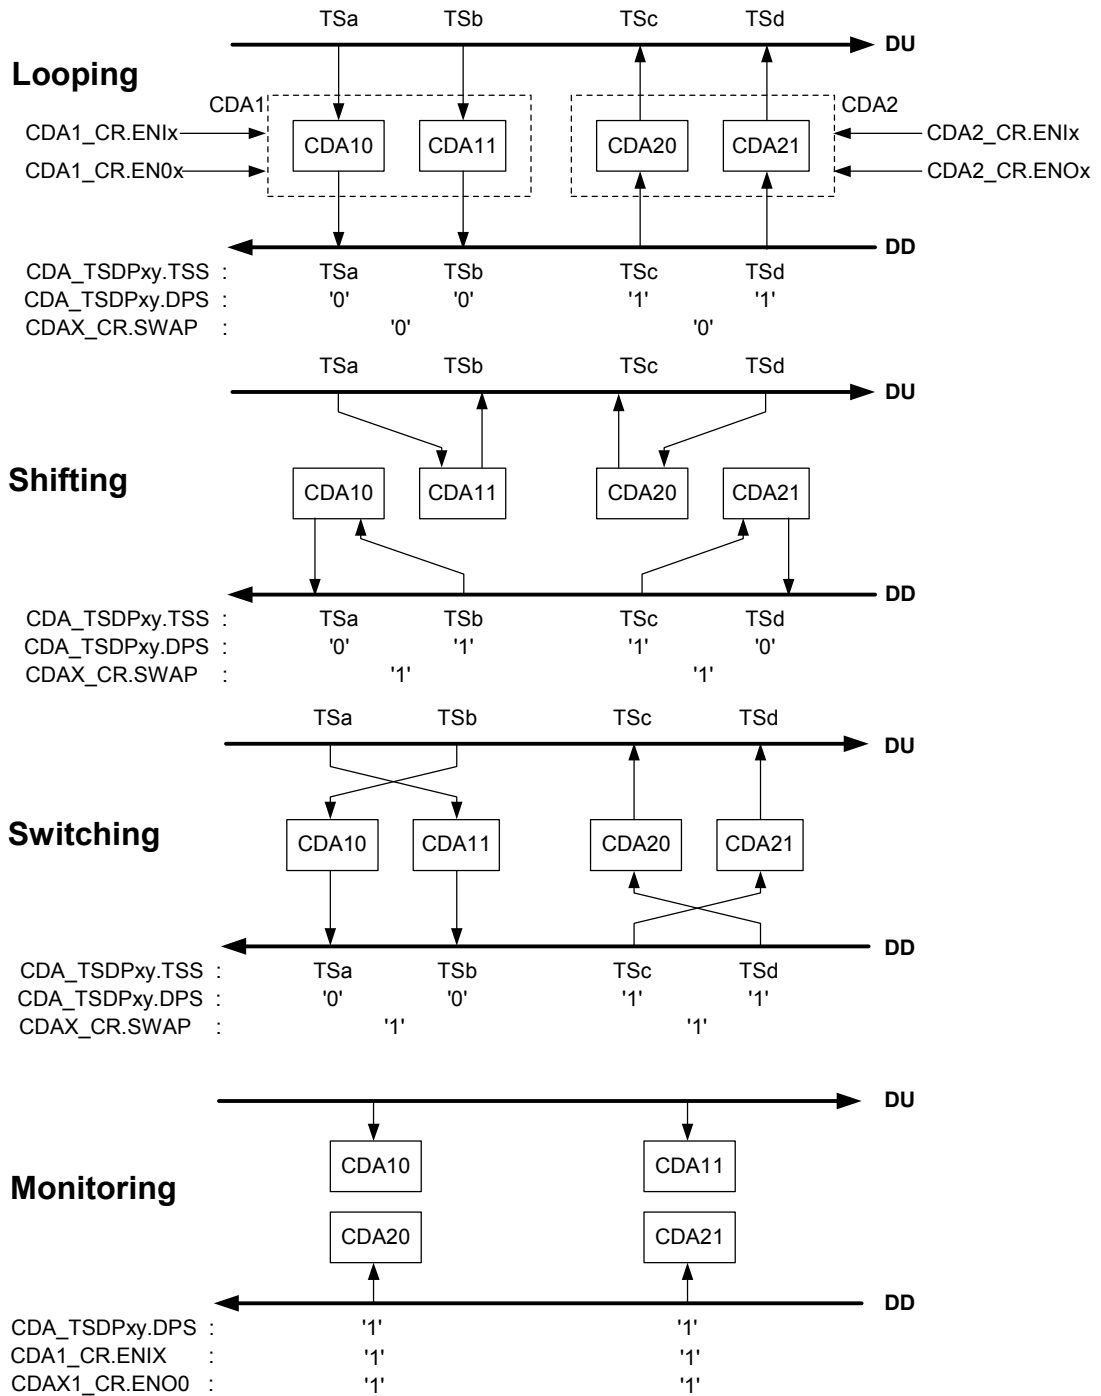 TSa TSb TSc TSd
DU
Looping
CDA1 CDA2
CDA1_CR.ENIx CDA10 CDA11 CDA20 CDA21 CDA2_CR.ENIx
CDA1_CR.EN0x CDA2_CR.ENOx
DD
CDA_TSDPxy.TSS : TSa TSb TSc TSd
CDA_TSDPxy.DPS : '0' '0' '1' '1'
CDAX_CR.SWAP : '0' '0'
TSa TSb TSc TSd
DU
Shifting
CDA10 CDA11 CDA20 CDA21
DD
CDA_TSDPxy.TSS : TSa TSb TSc TSd
CDA_TSDPxy.DPS : '0' '1' '1' '0'
CDAX_CR.SWAP : '1' '1'
TSa TSb TSc TSd
DU
Switching
CDA10 CDA11 CDA20 CDA21
DD
CDA_TSDPxy.TSS : TSa TSb TSc TSd
CDA_TSDPxy.DPS : '0' '0' '1' '1'
CDAX_CR.SWAP : '1' '1'
DU
CDA10 CDA11
Monitoring
CDA20 CDA21
DD
CDA_TSDPxy.DPS : '1' '1'
CDA1_CR.ENIX : '1' '1'
CDAX1_CR.ENO0 : '1' '1'